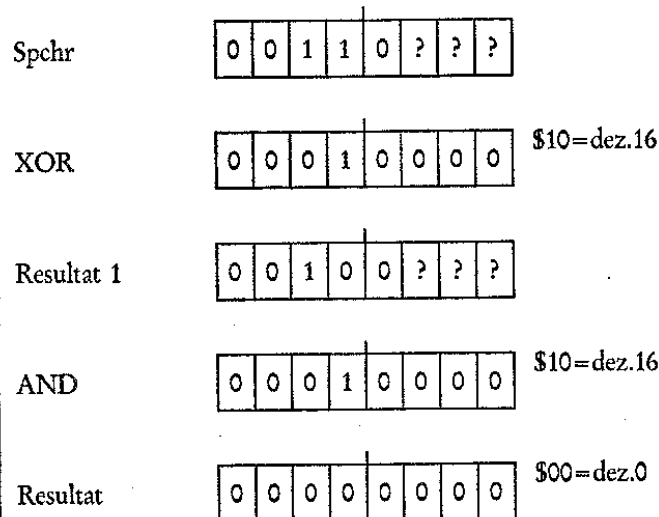 Spchr 0 0 1 1 0 ? ? ?
XOR 0 0 0 1 0 0 0 0 $10=dez.16
Resultat 1 0 0 1 0 0 ? ? ?
AND 0 0 0 1 0 0 0 0 $10=dez.16
Resultat 0 0 0 0 0 0 0 0 $00=dez.0